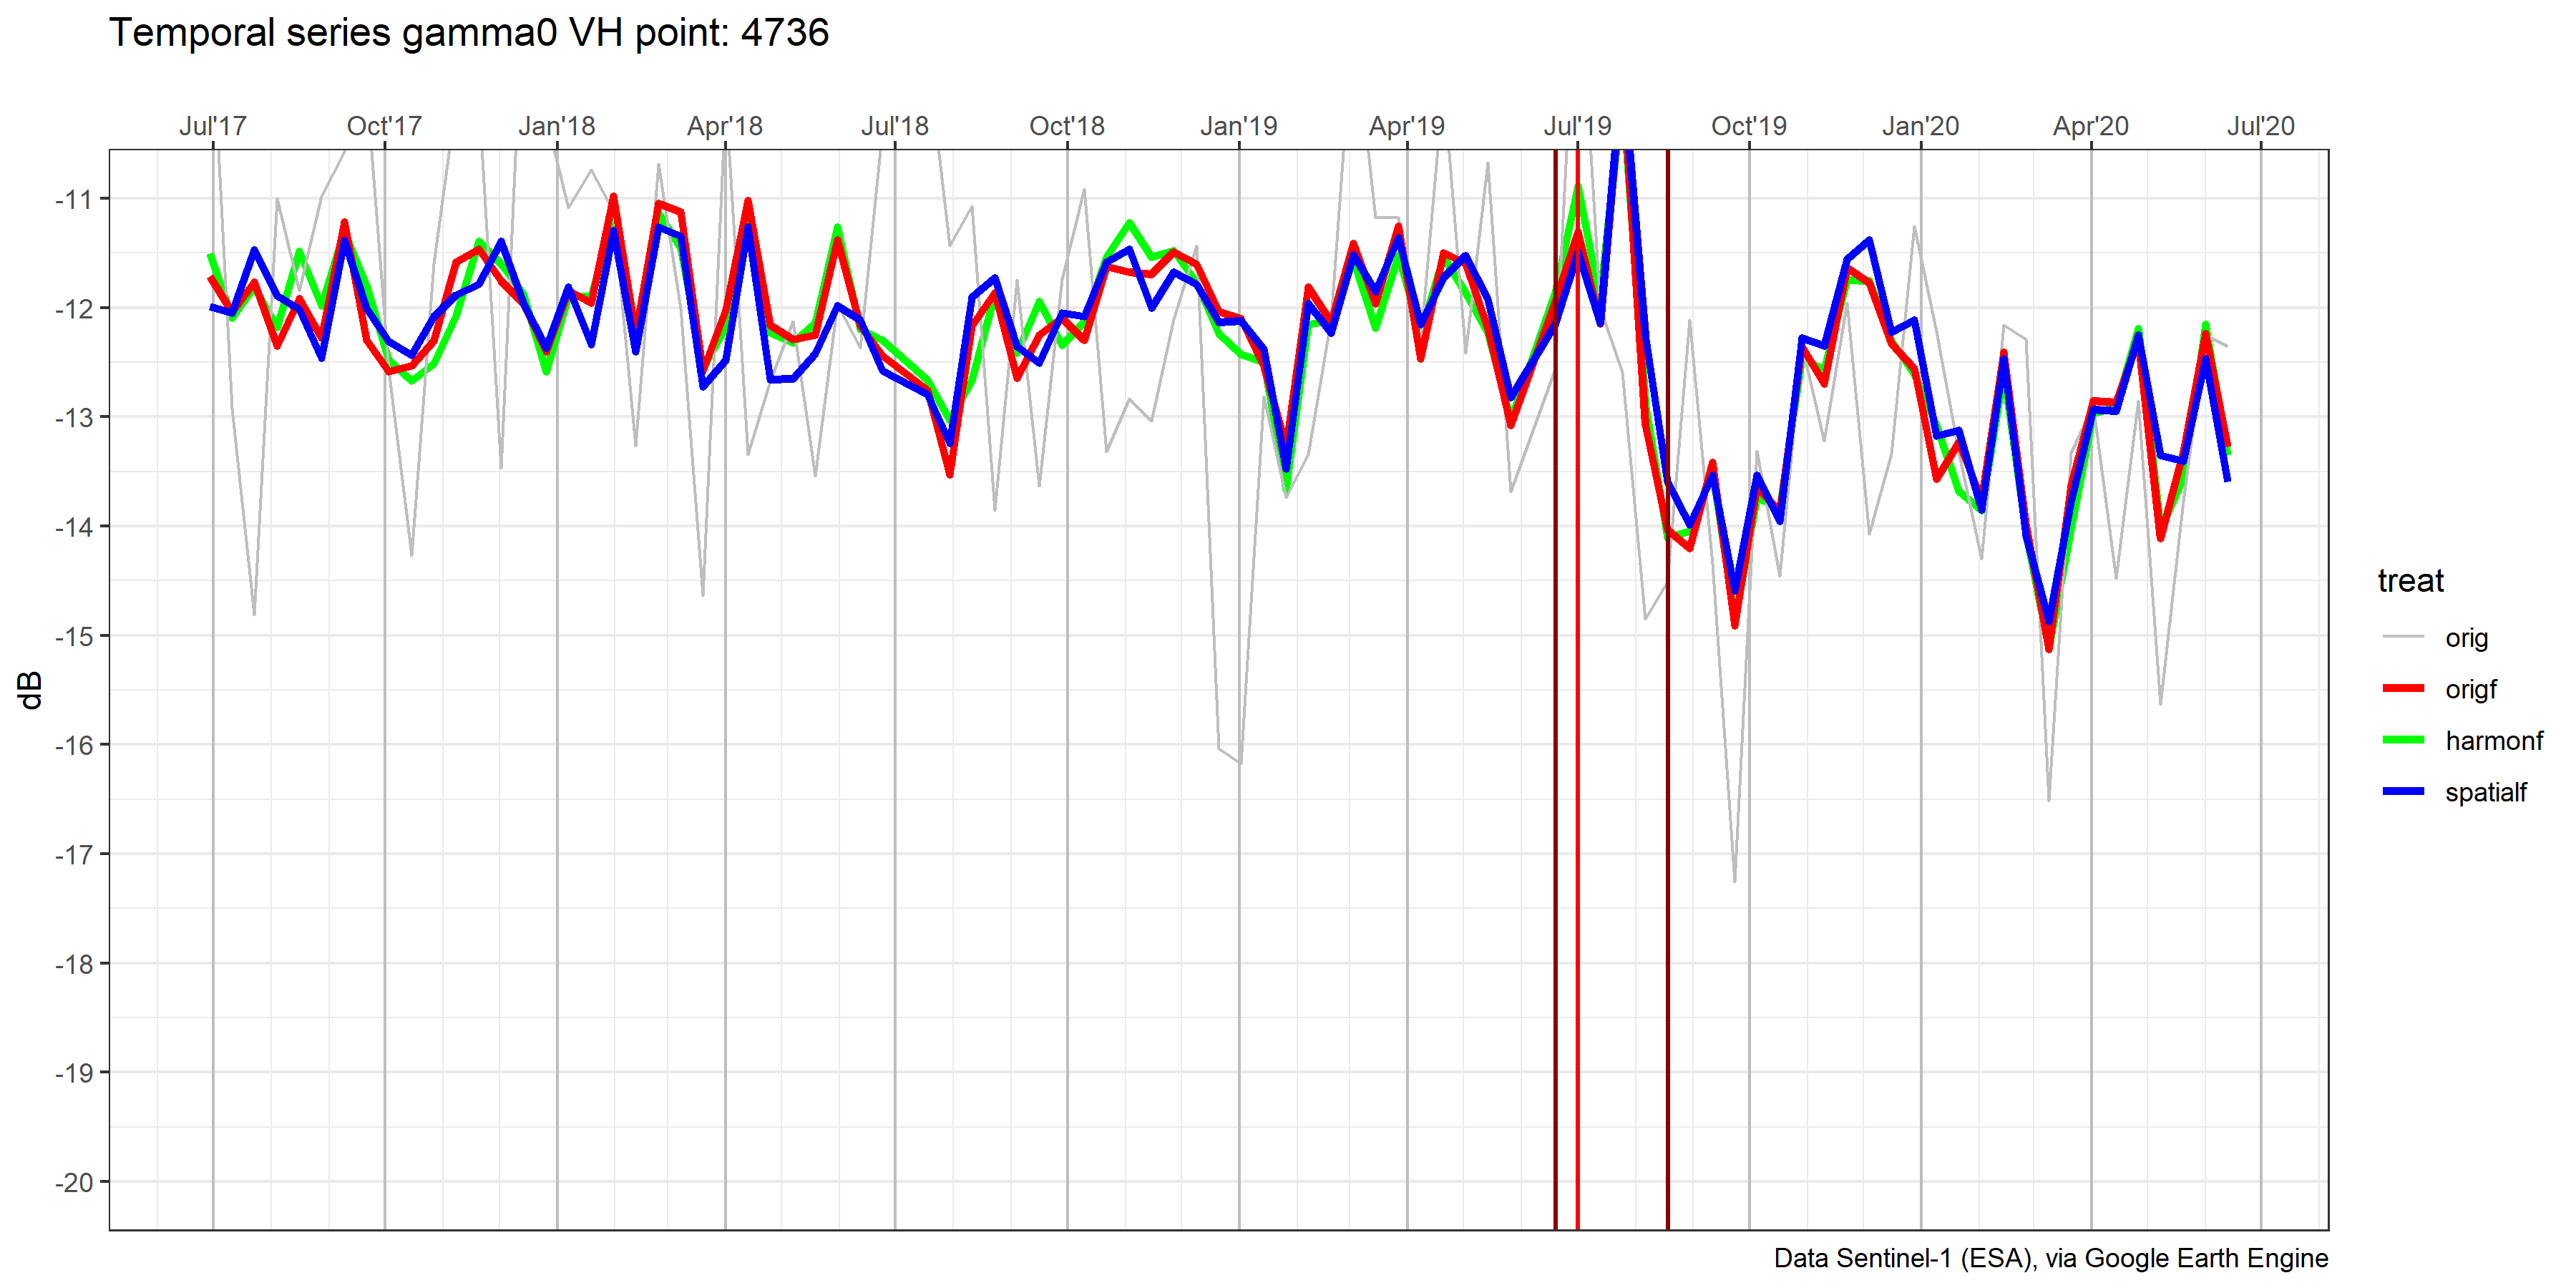 Temporal series gamma0 VH point: 4736
Jul'17 Oct'17 Jan'18 Apr'18 Jul'18 Oct'18 Jan'19 Apr'19 Jul'19 Oct'19 Jan'20 Apr'20 Jul'20
-11
-12
-13
-14
-15
-16
-17
-18
-19
-20
dB
treat
orig
origf
harmonf
spatialf
Data Sentinel-1 (ESA), via Google Earth Engine